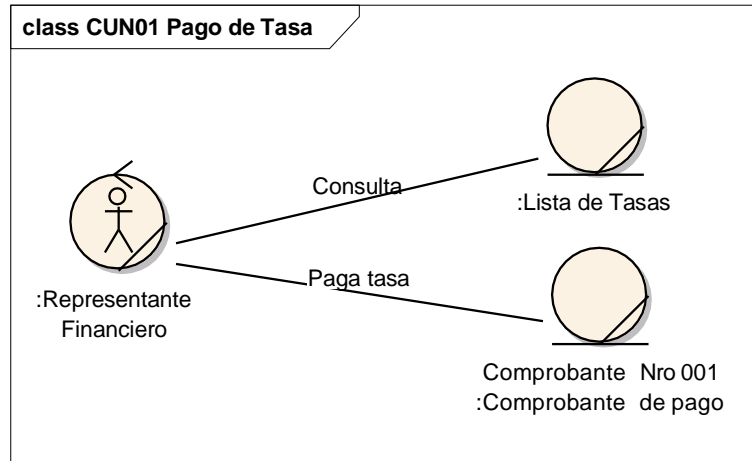 class CUN01 Pago de Tasa
Consulta
:Lista de Tasas
:Representante
Financiero
Paga tasa
Comprobante Nro 001
:Comprobante de pago